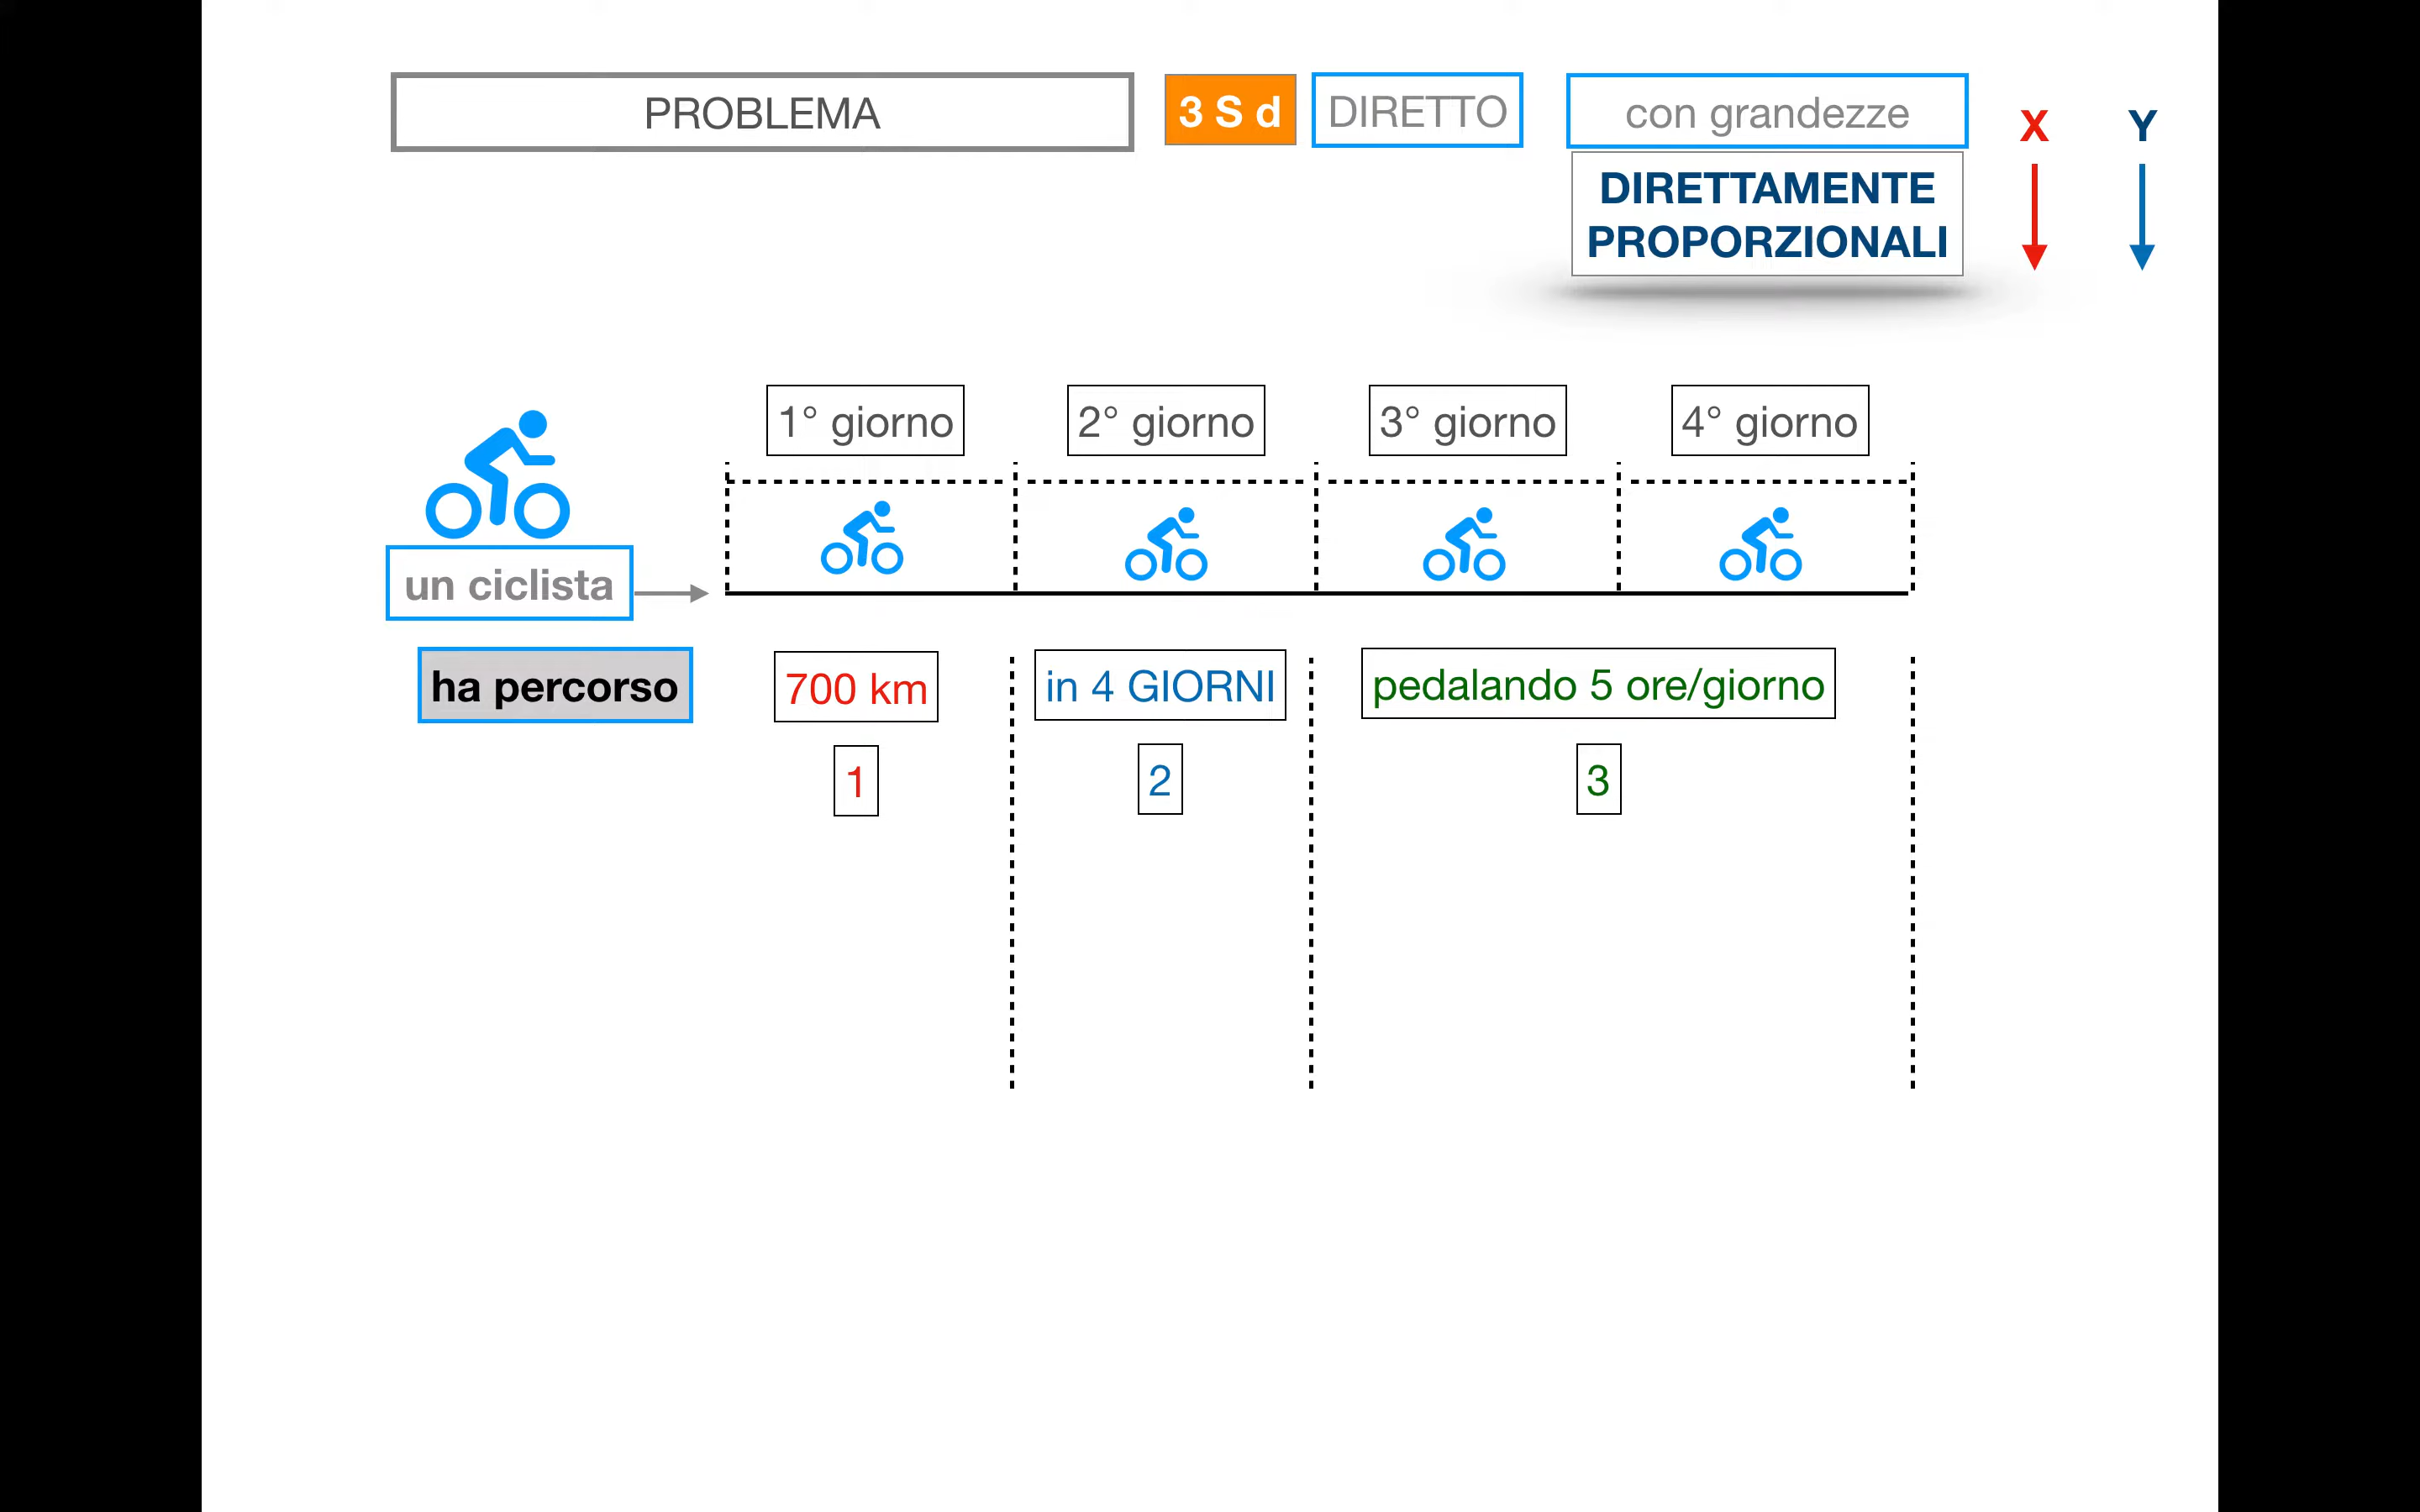 PROBLEMA
3 S d
DIRETTO
con grandezze
DIRETTAMENTE
PROPORZIONALI
X
Y
1° giorno
2° giorno
3° giorno
4° giorno
un ciclista
ha percorso
700 km
in 4 GIORNI
pedalando 5 ore/giorno
1
2
3